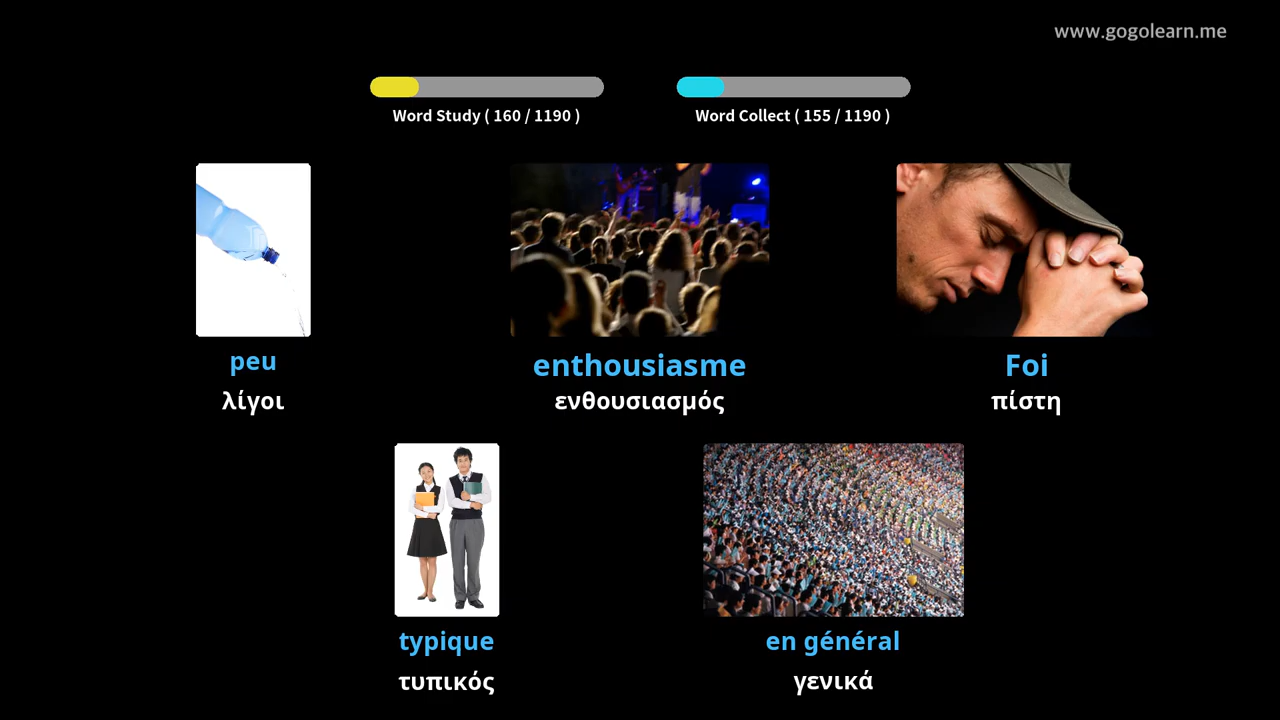 www.gogolearn.me
Word Study ( 160 / 1190 )
Word Collect ( 155 / 1190 )
peu
λίγοι
enthousiasme
ενθουσιασμός
Foi
πίστη
typique
τυπικός
en général
γενικά